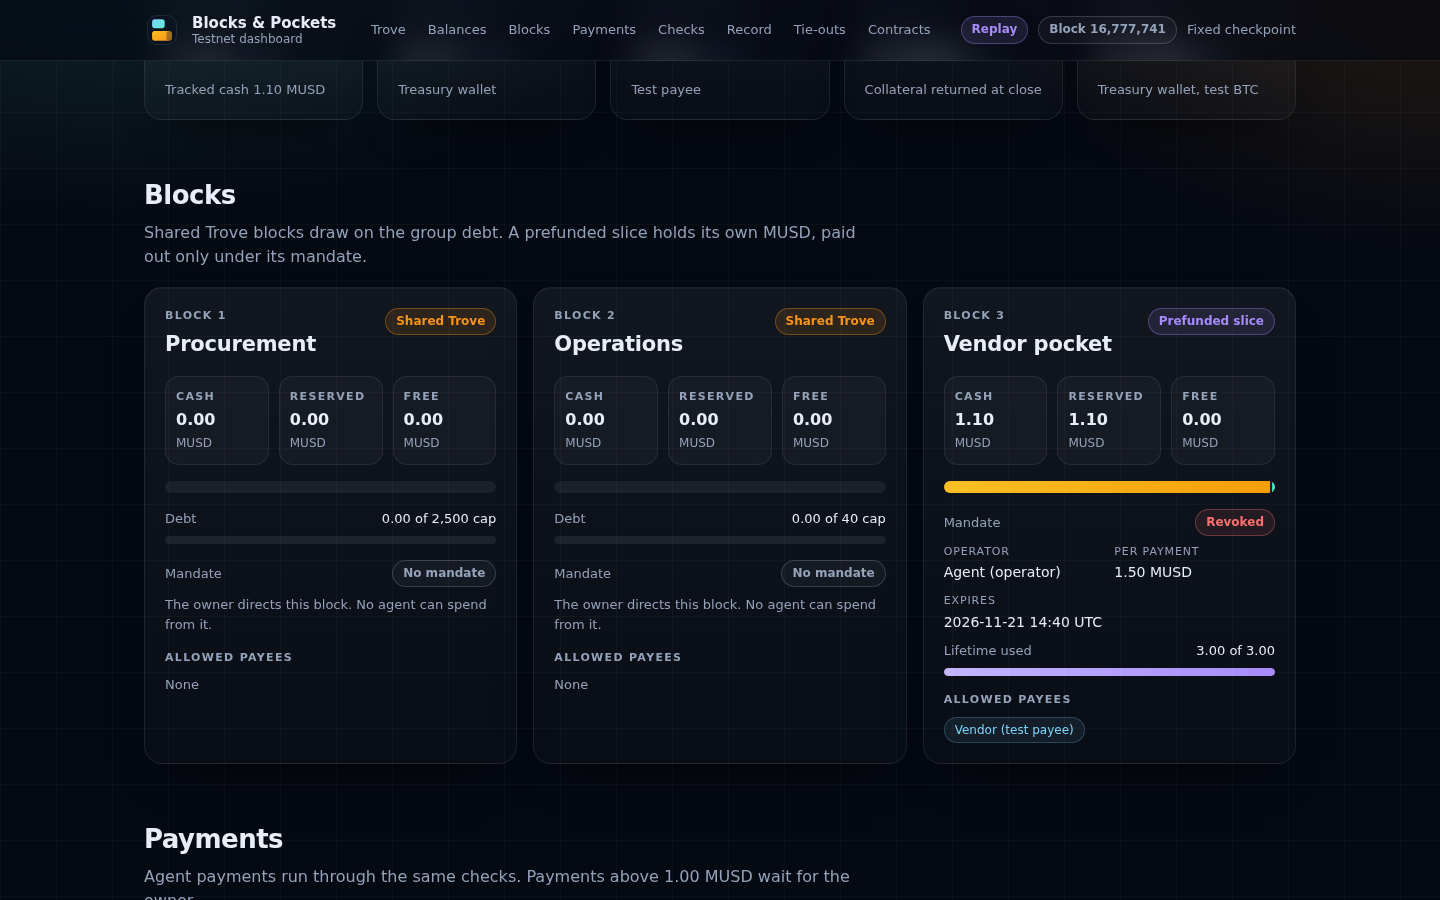 Blocks & Pockets
Testnet dashboard
Trove Balances Blocks Payments Checks Record Tie-outs Contracts
Replay
Block 16,777,741
Fixed checkpoint
Tracked cash 1.10 MUSD
Treasury wallet
Test payee
Collateral returned at close
Treasury wallet, test BTC
Blocks
Shared Trove blocks draw on the group debt. A prefunded slice holds its own MUSD, paid
out only under its mandate.
BLOCK 1
Shared Trove
Procurement
CASH
0.00
MUSD
RESERVED
0.00
MUSD
FREE
0.00
MUSD
Debt
0.00 of 2,500 cap
Mandate
No mandate
The owner directs this block. No agent can spend
from it.
ALLOWED PAYEES
None
BLOCK 2
Shared Trove
Operations
CASH
0.00
MUSD
RESERVED
0.00
MUSD
FREE
0.00
MUSD
Debt
0.00 of 40 cap
Mandate
No mandate
The owner directs this block. No agent can spend
from it.
ALLOWED PAYEES
None
BLOCK 3
Prefunded slice
Vendor pocket
CASH
1.10
MUSD
RESERVED
1.10
MUSD
FREE
0.00
MUSD
Mandate
Revoked
OPERATOR
Agent (operator)
PER PAYMENT
1.50 MUSD
EXPIRES
2026-11-21 14:40 UTC
Lifetime used
3.00 of 3.00
ALLOWED PAYEES
Vendor (test payee)
Payments
Agent payments run through the same checks. Payments above 1.00 MUSD wait for the
owner.